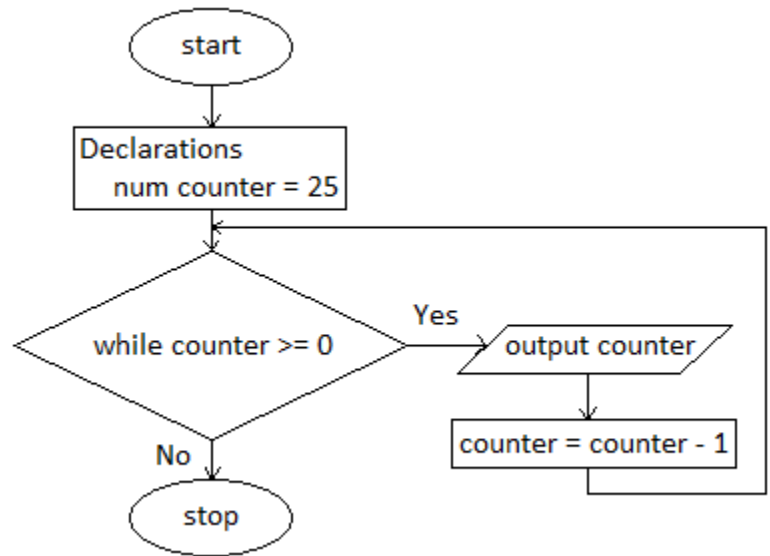 start
Declarations
num counter = 25
while counter >= 0
Yes
output counter
counter = counter - 1
No
stop